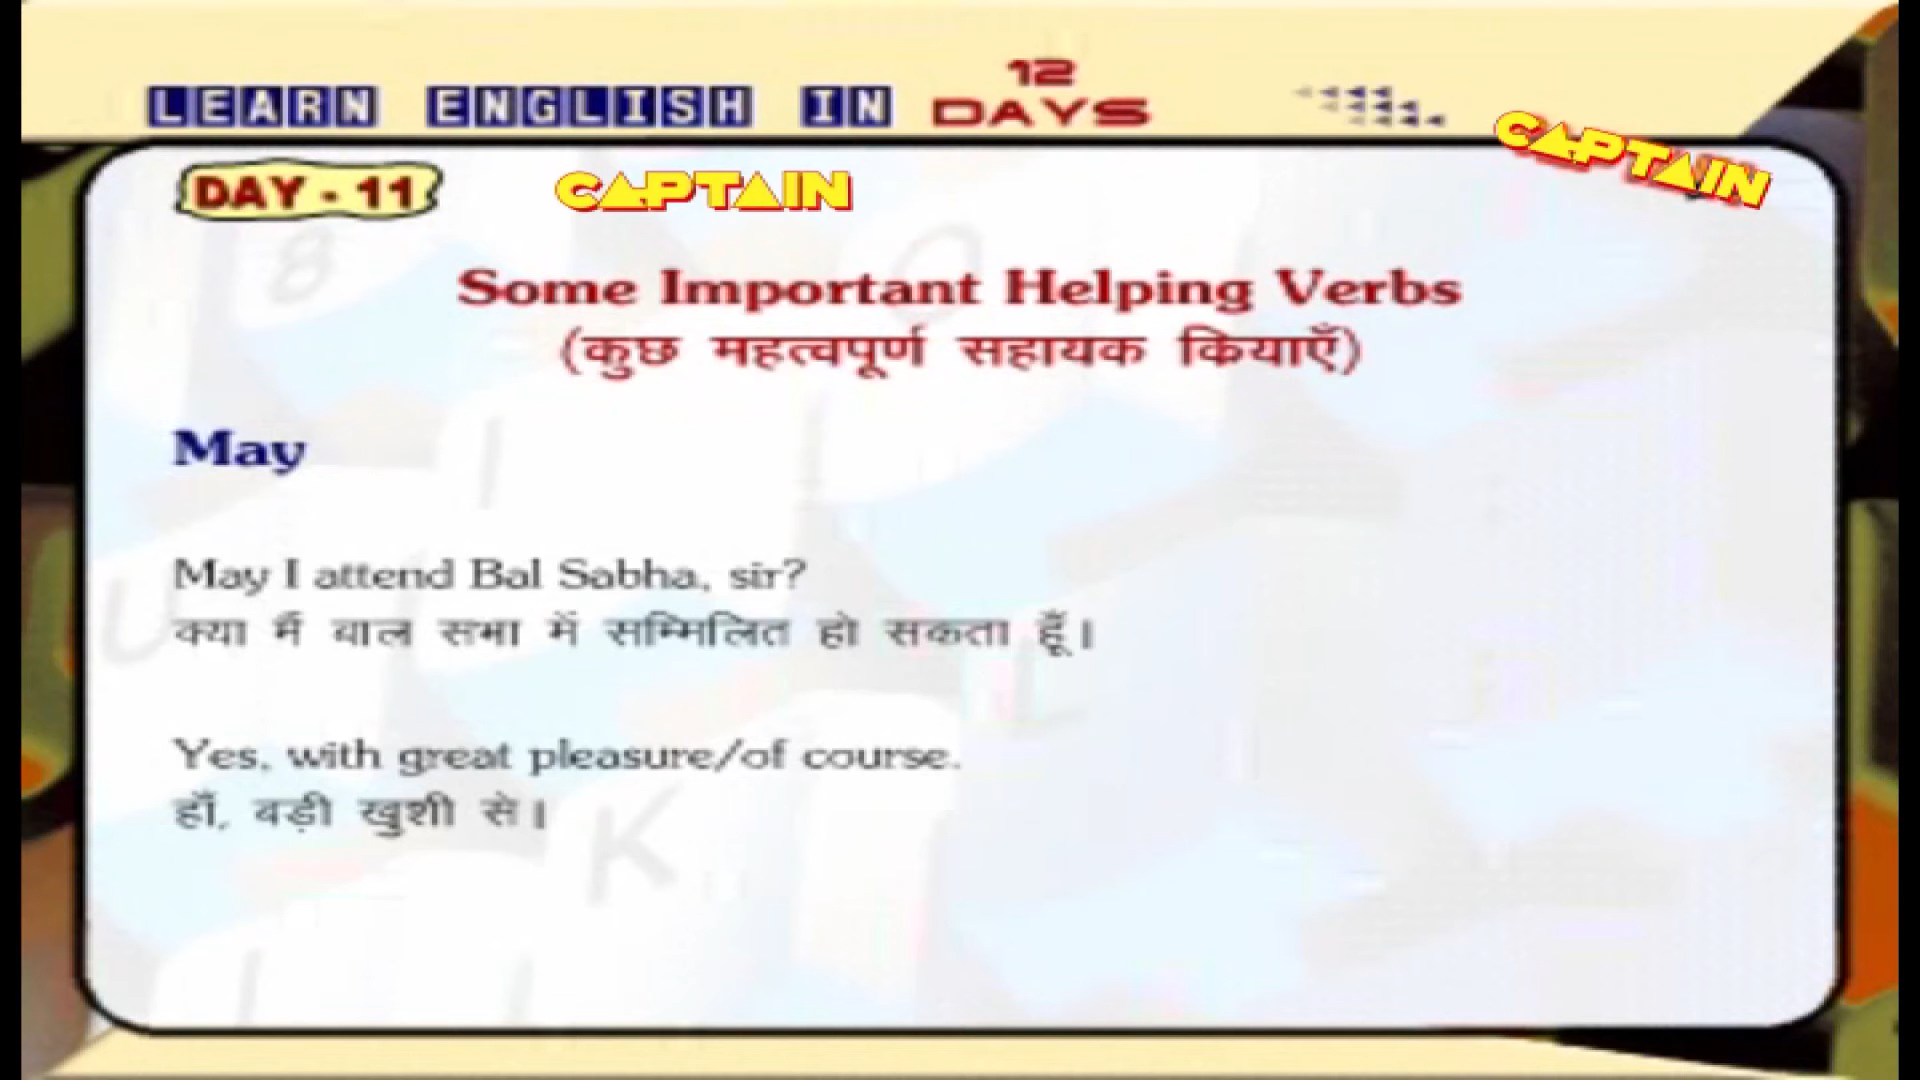 LEARN ENGLISH IN 12 DAYS
CAPTAIN
DAY - 11
CAPTAIN
Some Important Helping Verbs
(कुछ महत्वपूर्ण सहायक कियाएँ)
May
May I attend Bal Sabha, sir?
क्या मैं बाल सभा में सम्मिलित हो सकता हूँ।
Yes, with great pleasure/of course.
हाँ, बड़ी खुशी से।